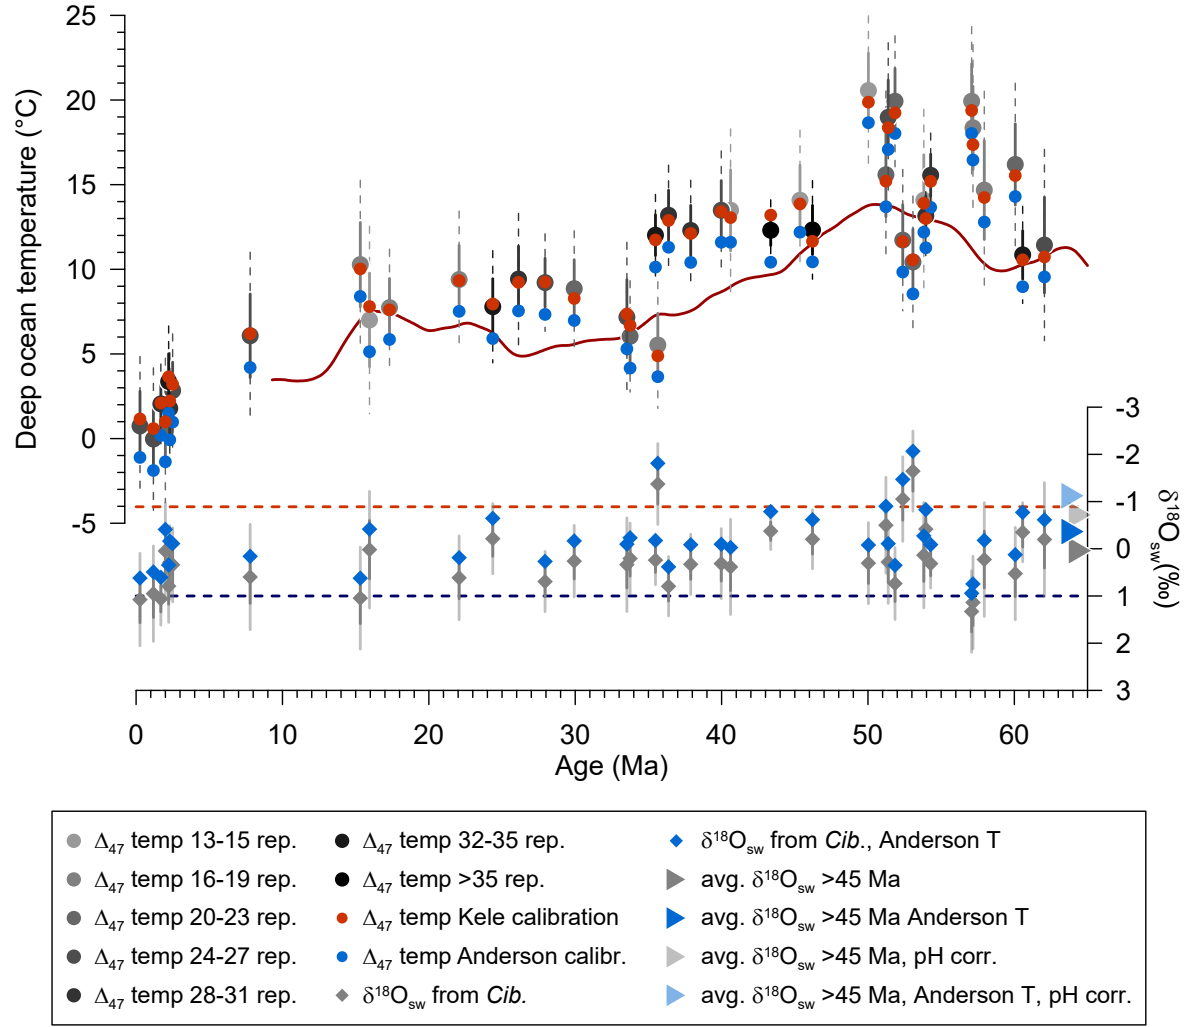 25
20
15
10
5
0
-5
Deep ocean temperature (°C)
-3
-2
-1
0
1
2
3
δ¹⁸Osw (‰)
0
10
20
30
40
50
60
Age (Ma)
Δ₄₇ temp 13-15 rep.
Δ₄₇ temp 16-19 rep.
Δ₄₇ temp 20-23 rep.
Δ₄₇ temp 24-27 rep.
Δ₄₇ temp 28-31 rep.
Δ₄₇ temp 32-35 rep.
Δ₄₇ temp >35 rep.
Δ₄₇ temp Kele calibration
Δ₄₇ temp Anderson calibr.
δ¹⁸Osw from Cib.
δ¹⁸Osw from Cib., Anderson T
avg. δ¹⁸Osw >45 Ma
avg. δ¹⁸Osw >45 Ma Anderson T
avg. δ¹⁸Osw >45 Ma, pH corr.
avg. δ¹⁸Osw >45 Ma, Anderson T, pH corr.